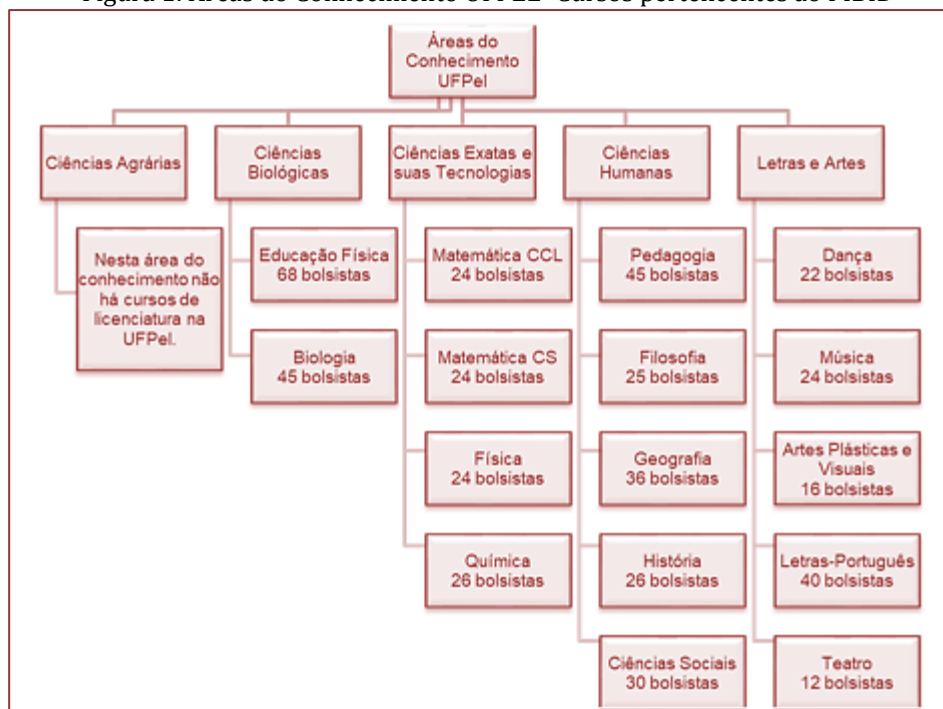 Áreas do
Conhecimento
UFPel
Ciências Agrárias
Ciências
Biológicas
Ciências Exatas e
suas Tecnologias
Ciências
Humanas
Letras e Artes
Nesta área do
conhecimento não
há cursos de
licenciatura na
UFPel.
Educação Física
68 bolsistas
Biologia
45 bolsistas
Matemática CCL
24 bolsistas
Matemática CS
24 bolsistas
Física
24 bolsistas
Química
26 bolsistas
Pedagogia
45 bolsistas
Filosofia
25 bolsistas
Geografia
36 bolsistas
História
26 bolsistas
Ciências Sociais
30 bolsistas
Dança
22 bolsistas
Música
24 bolsistas
Artes Plásticas e
Visuais
16 bolsistas
Letras-Português
40 bolsistas
Teatro
12 bolsistas